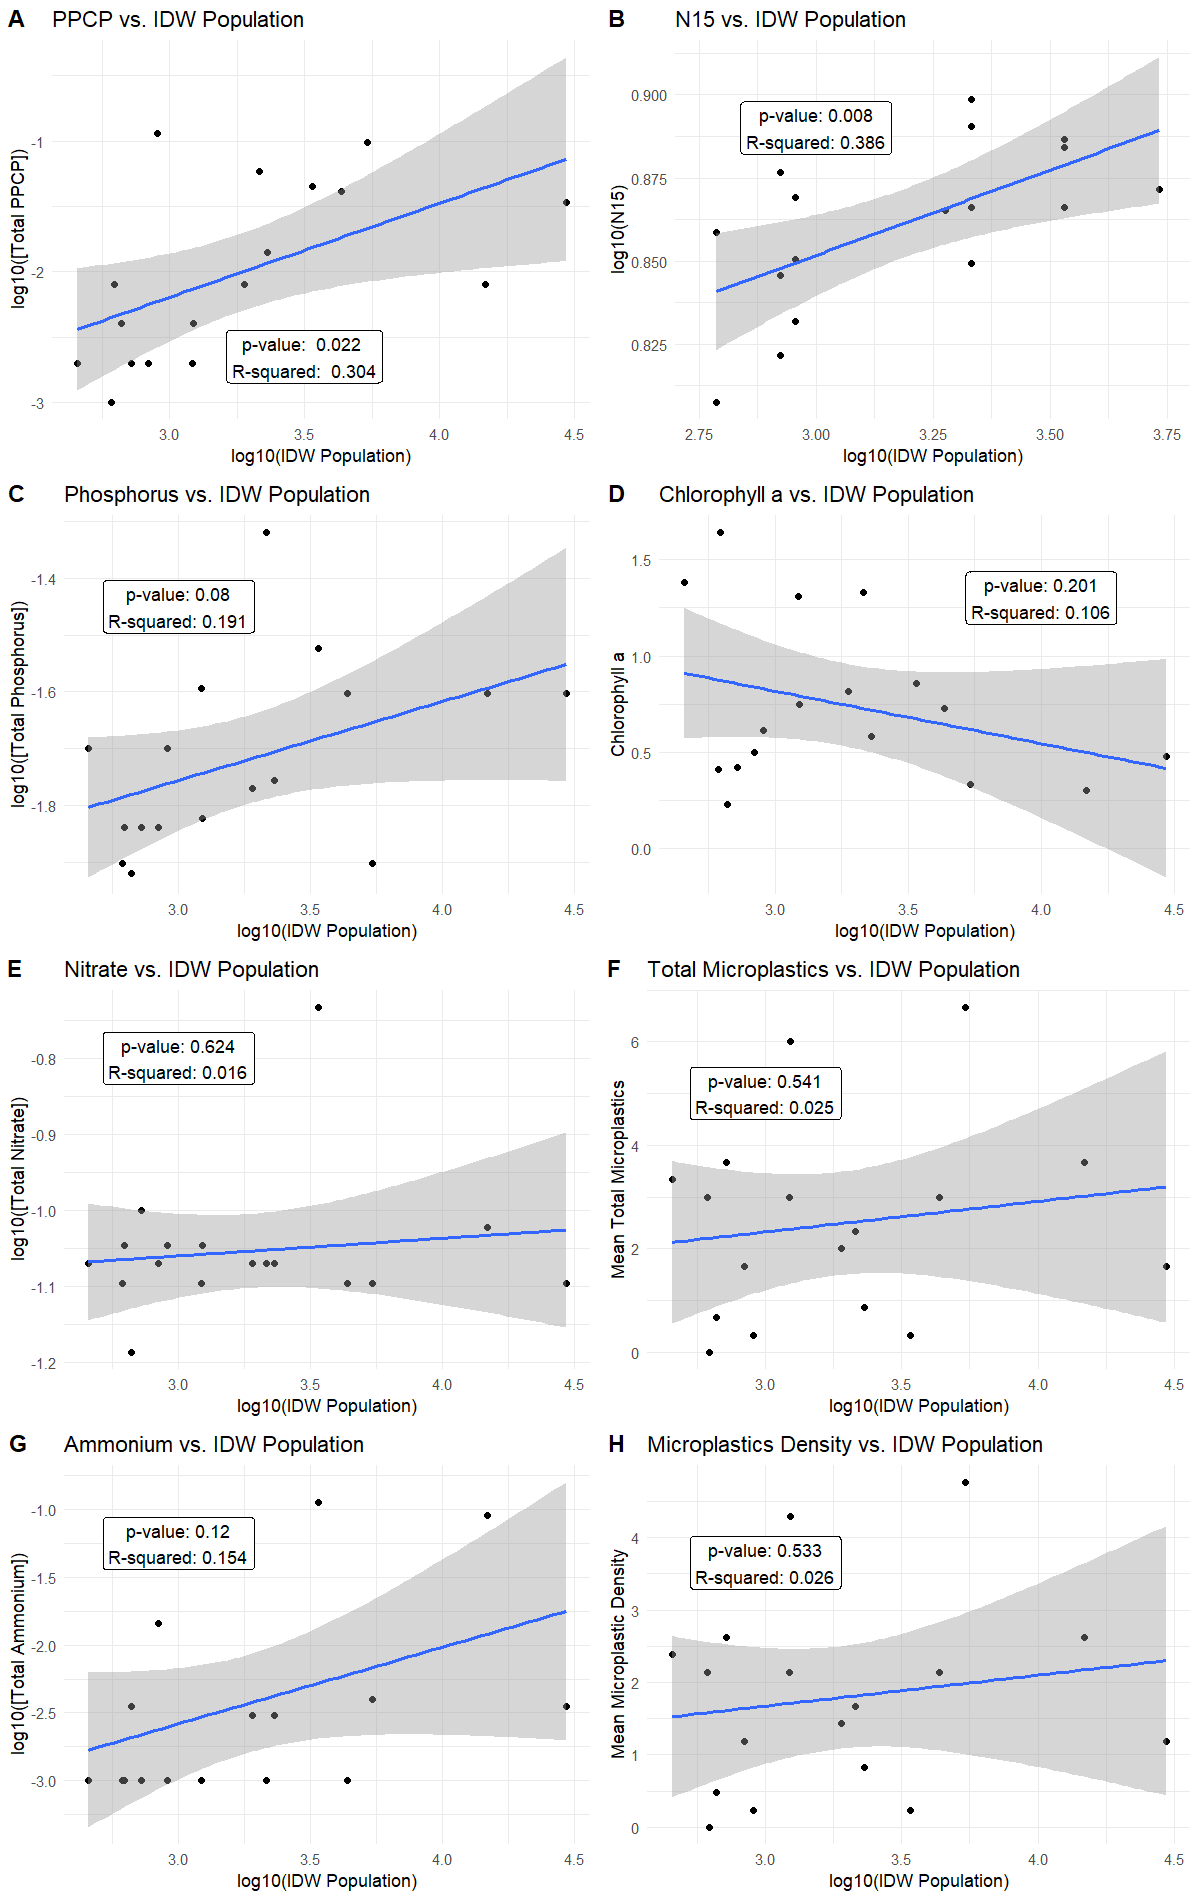 A PPCP vs. IDW Population
log10([Total PPCP])
-1
-2
-3
p-value: 0.022
R-squared: 0.304
3.0 3.5 4.0 4.5
log10(IDW Population)
B N15 vs. IDW Population
log10(N15)
0.900
0.875
0.850
0.825
p-value: 0.008
R-squared: 0.386
2.75 3.00 3.25 3.50 3.75
log10(IDW Population)
C Phosphorus vs. IDW Population
log10([Total Phosphorus])
-1.4
-1.6
-1.8
p-value: 0.08
R-squared: 0.191
3.0 3.5 4.0 4.5
log10(IDW Population)
D Chlorophyll a vs. IDW Population
Chlorophyll a
1.5
1.0
0.5
0.0
p-value: 0.201
R-squared: 0.106
3.0 3.5 4.0 4.5
log10(IDW Population)
E Nitrate vs. IDW Population
log10([Total Nitrate])
-0.8
-0.9
-1.0
-1.1
-1.2
p-value: 0.624
R-squared: 0.016
3.0 3.5 4.0 4.5
log10(IDW Population)
F Total Microplastics vs. IDW Population
Mean Total Microplastics
6
4
2
0
p-value: 0.541
R-squared: 0.025
3.0 3.5 4.0 4.5
log10(IDW Population)
G Ammonium vs. IDW Population
log10([Total Ammonium])
-1.0
-1.5
-2.0
-2.5
-3.0
p-value: 0.12
R-squared: 0.154
3.0 3.5 4.0 4.5
log10(IDW Population)
H Microplastics Density vs. IDW Population
Mean Microplastic Density
4
3
2
1
0
p-value: 0.533
R-squared: 0.026
3.0 3.5 4.0 4.5
log10(IDW Population)